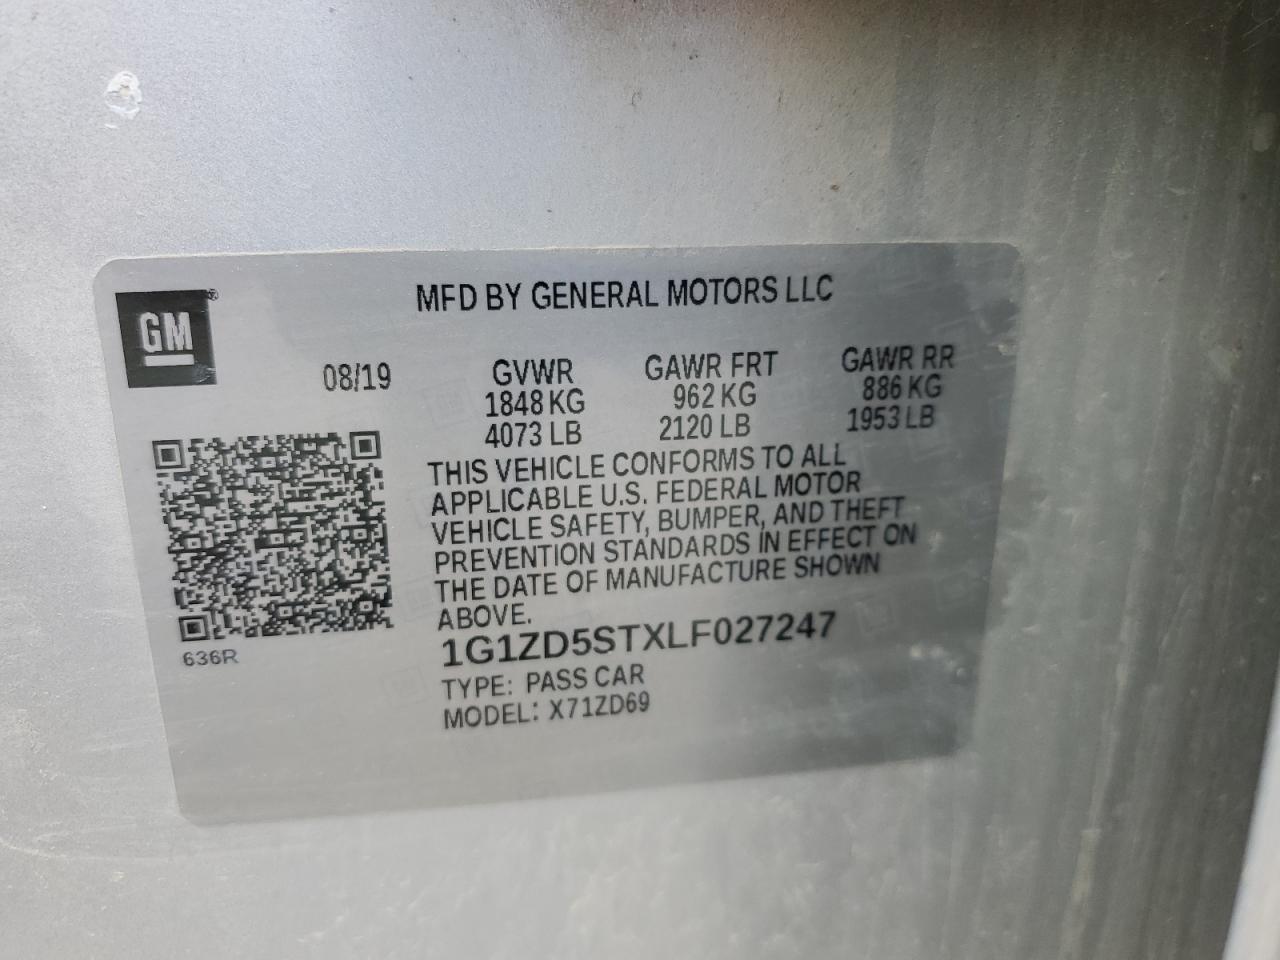 MFD BY GENERAL MOTORS LLC
GM®
08/19 GVWR GAWR FRT GAWR RR
1848 KG 962 KG 886 KG
4073 LB 2120 LB 1953 LB
THIS VEHICLE CONFORMS TO ALL
APPLICABLE U.S. FEDERAL MOTOR
VEHICLE SAFETY, BUMPER, AND THEFT
PREVENTION STANDARDS IN EFFECT ON
THE DATE OF MANUFACTURE SHOWN
ABOVE.
636R
1G1ZD5STXLF027247
TYPE: PASS CAR
MODEL: X71ZD69